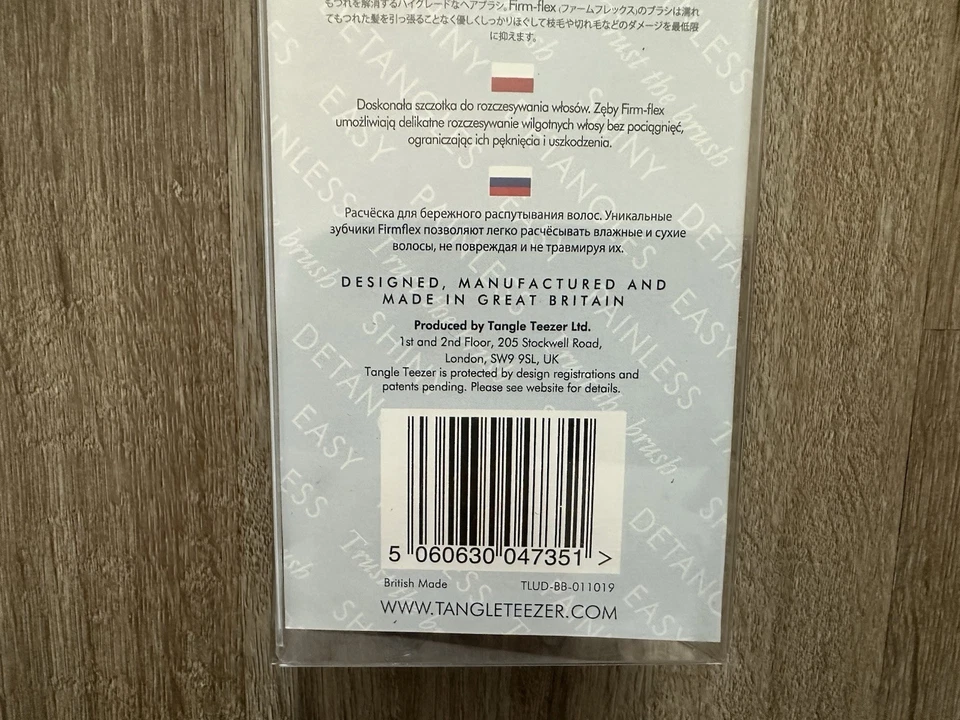 もつれを解消するハイグレードなヘアブラシ。Firm-flex (ファームフレックス)のブラシは濡れ
てもつれた髪を引っ張ることなく優しくしっかりほぐして枝毛や切れ毛などのダメージを最低限
に抑えます。
Doskonała szczotka do rozczesywania włosów. Zęby Firm-flex
umożliwiają delikatne rozczesywanie wilgotnych włosy bez pociągnięć,
ograniczając ich pęknięcia i uszkodzenia.
Расчёска для бережного распутывания волос. Уникальные
зубчики Firmflex позволяют легко расчёсывать влажные и сухие
волосы, не повреждая и не травмируя их.
DESIGNED, MANUFACTURED AND
MADE IN GREAT BRITAIN
Produced by Tangle Teezer Ltd.
1st and 2nd Floor, 205 Stockwell Road,
London, SW9 9SL, UK
Tangle Teezer is protected by design registrations and
patents pending. Please see website for details.
5 060630 047351 >
British Made TLUD-BB-011019
WWW.TANGLETEEZER.COM